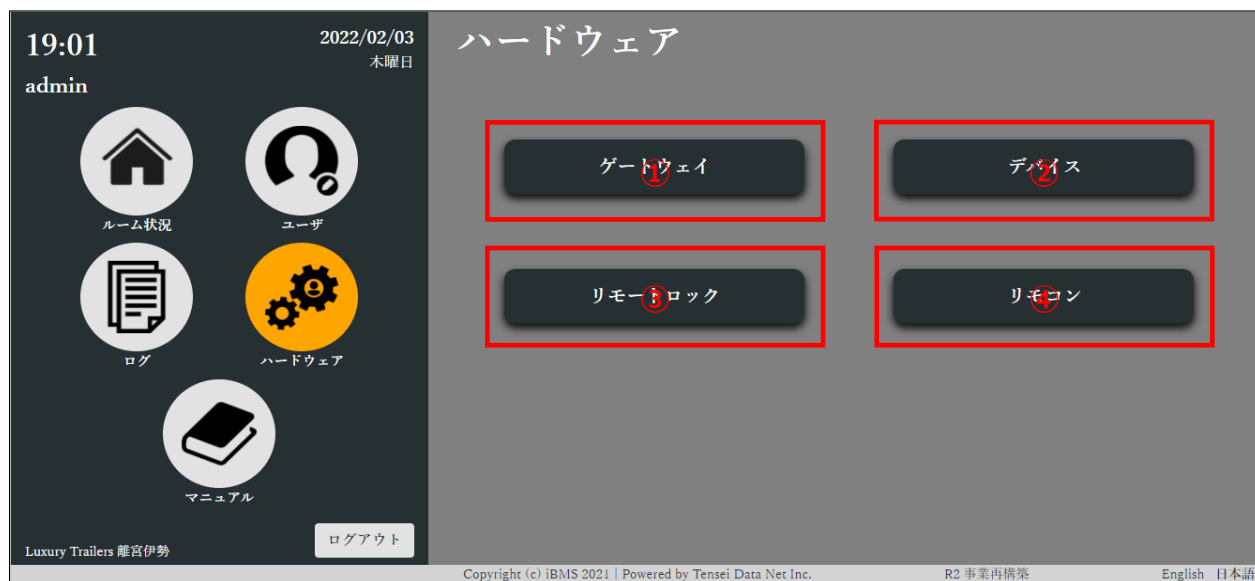 19:01
2022/02/03
木曜日
admin
ルーム状況
ユーザ
ログ
ハードウェア
マニュアル
Luxury Trailers 離宮伊勢
ログアウト
ハードウェア
ゲートウェイ
①
デバイス
②
リモートロック
③
リモコン
④
Copyright (c) iBMS 2021 | Powered by Tensei Data Net Inc.
R2 事業再構築
English 日本語